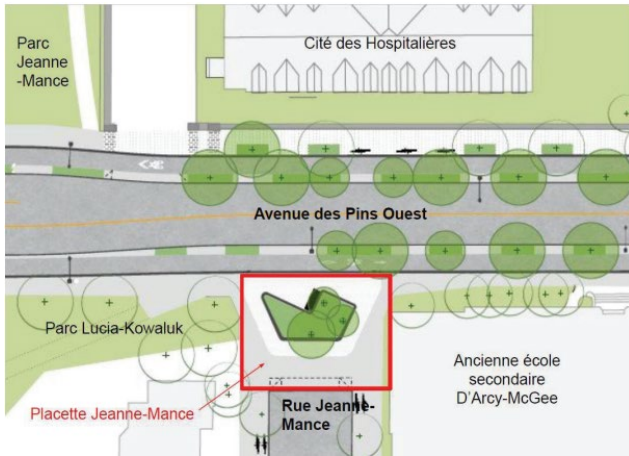 Parc
Jeanne
-Mance
Cité des Hospitalières
Avenue des Pins Ouest
Parc Lucia-Kowaluk
Placette Jeanne-Mance
Rue Jeanne-
Mance
Ancienne école
secondaire
D'Arcy-McGee